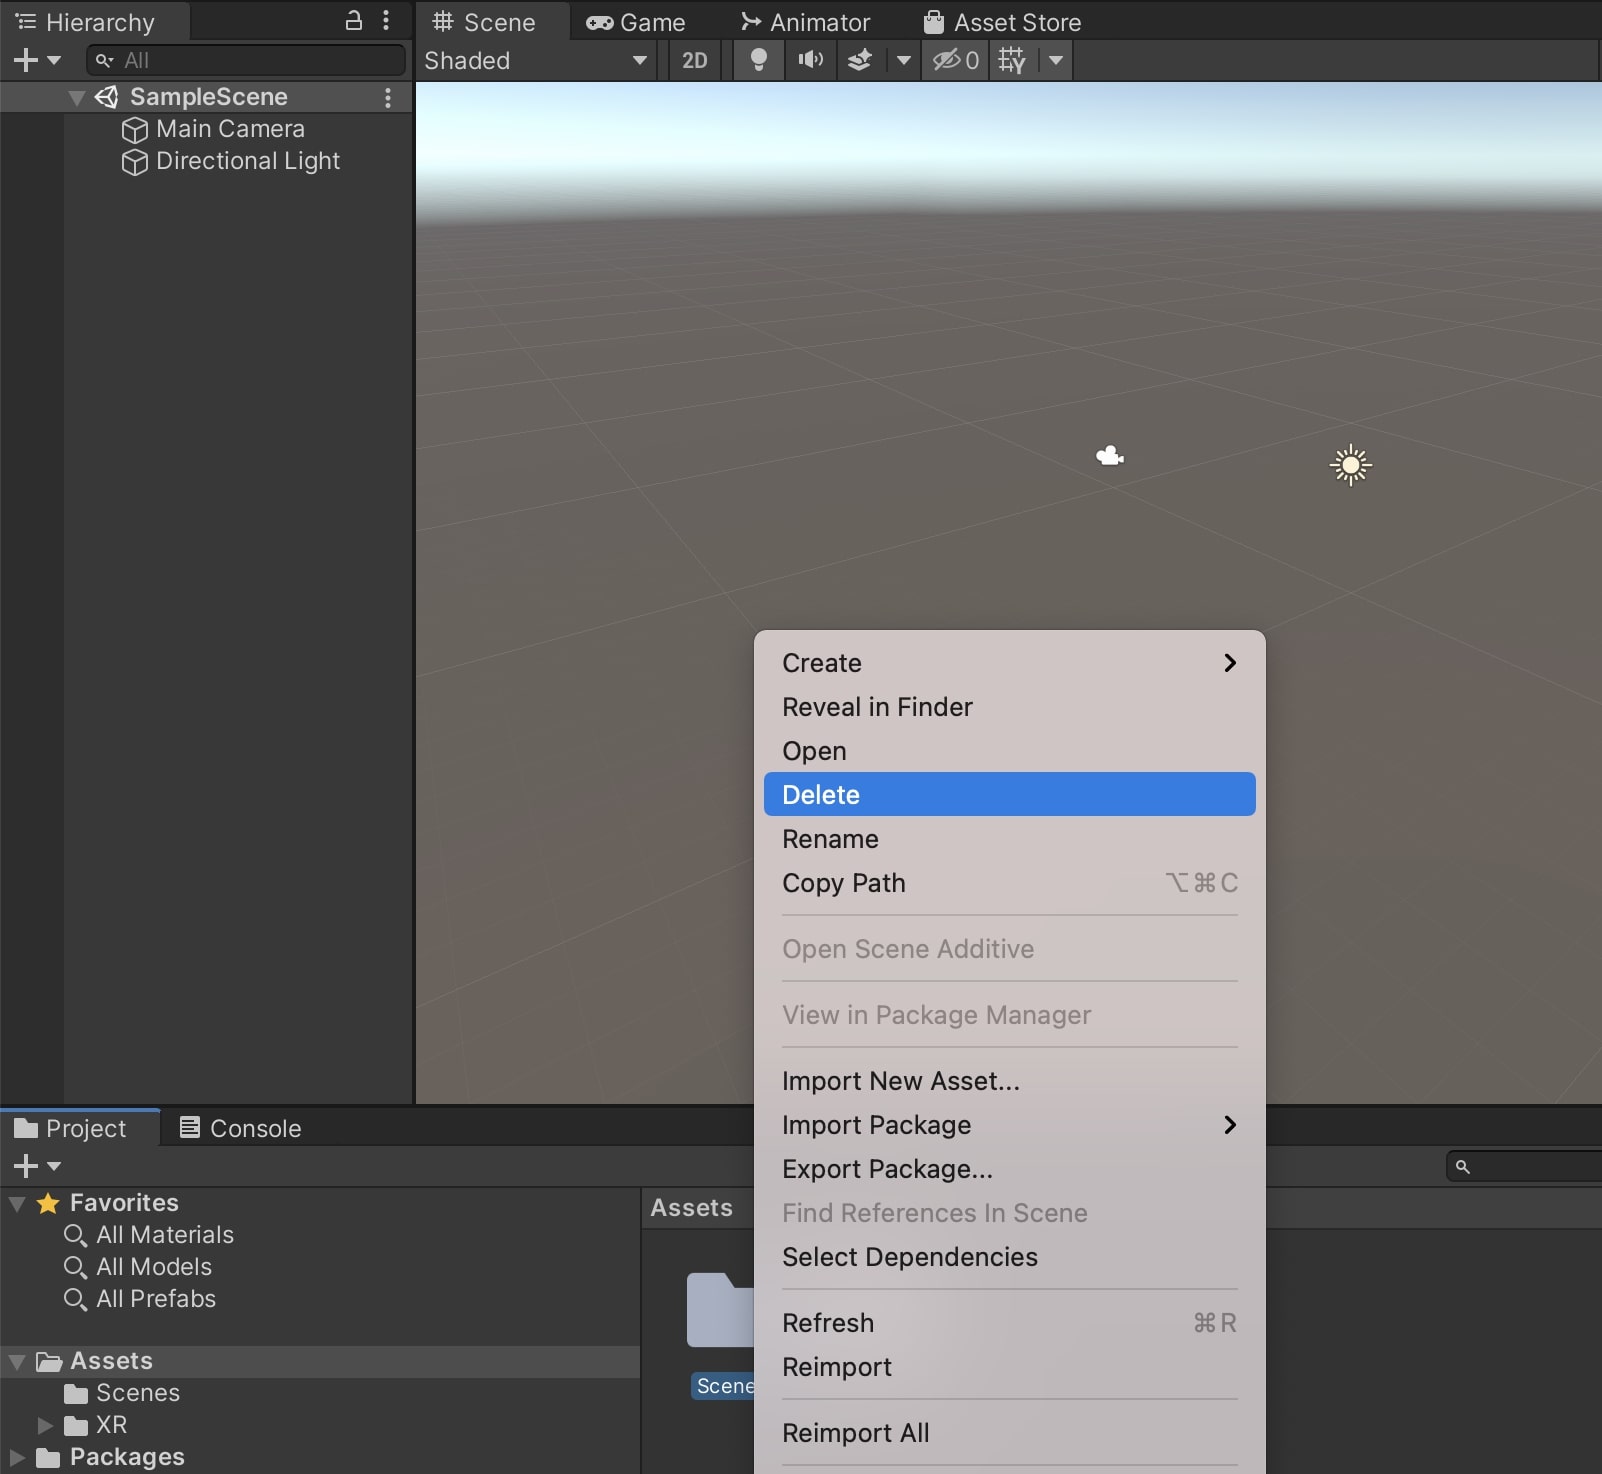 Hierarchy
All
SampleScene
Main Camera
Directional Light
Scene
Game
Animator
Asset Store
Shaded
2D
0
Create
Reveal in Finder
Open
Delete
Rename
Copy Path ⌥⌘C
Open Scene Additive
View in Package Manager
Import New Asset...
Import Package
Export Package...
Find References In Scene
Select Dependencies
Refresh ⌘R
Reimport
Reimport All
Project
Console
Favorites
All Materials
All Models
All Prefabs
Assets
Scenes
XR
Packages
Assets
Scene